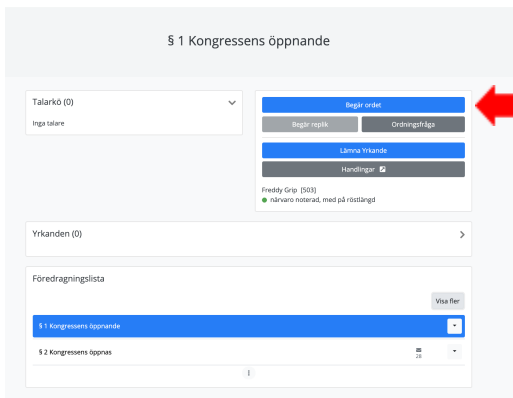 § 1 Kongressens öppnande
Talarkö (0)
Inga talare
Begär ordet
Begär replik
Ordningsfråga
Lämna Yrkande
Handlingar
Freddy Grip [503]
närvaro noterad, med på röstlängd
Yrkanden (0)
Föredragningslista
Visa fler
§ 1 Kongressens öppnande
§ 2 Kongressens öppnas
28